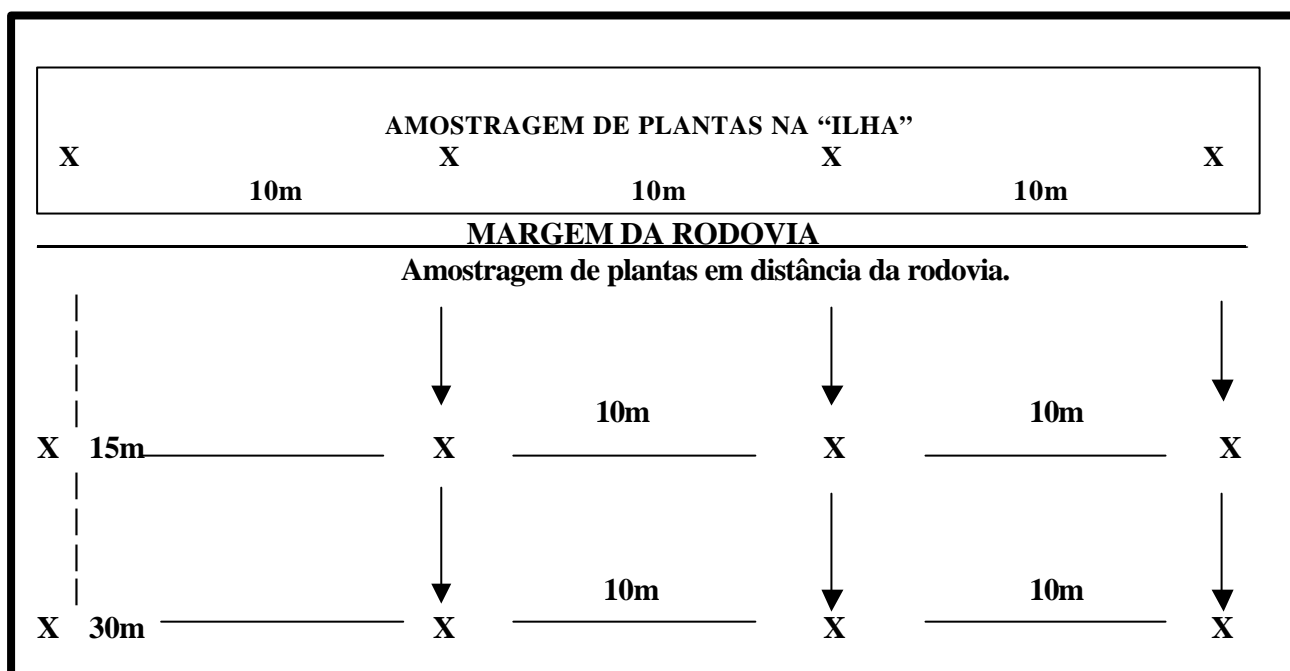 AMOSTRAGEM DE PLANTAS NA “ILHA”
X X X X
10m 10m 10m
MARGEM DA RODOVIA
Amostragem de plantas em distância da rodovia.
10m 10m
X 15m X X X
10m 10m
X 30m X X X